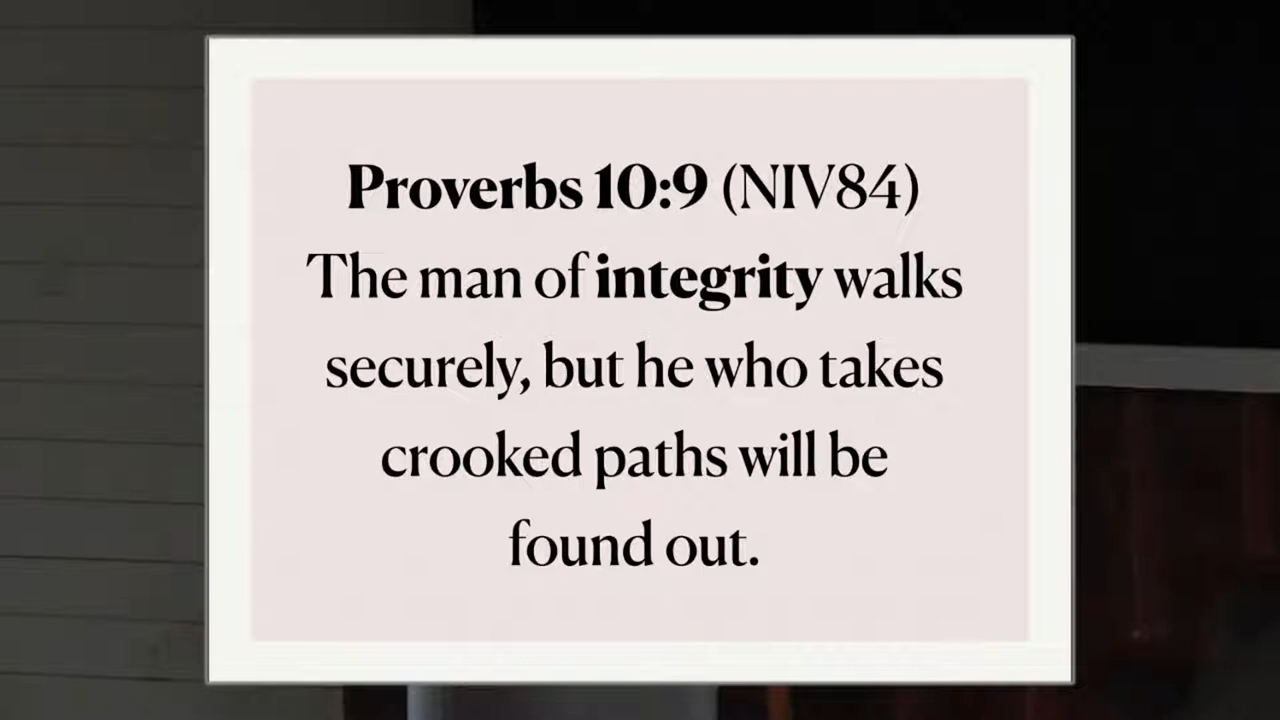 Proverbs 10:9 (NIV84)
The man of integrity walks
securely, but he who takes
crooked paths will be
found out.